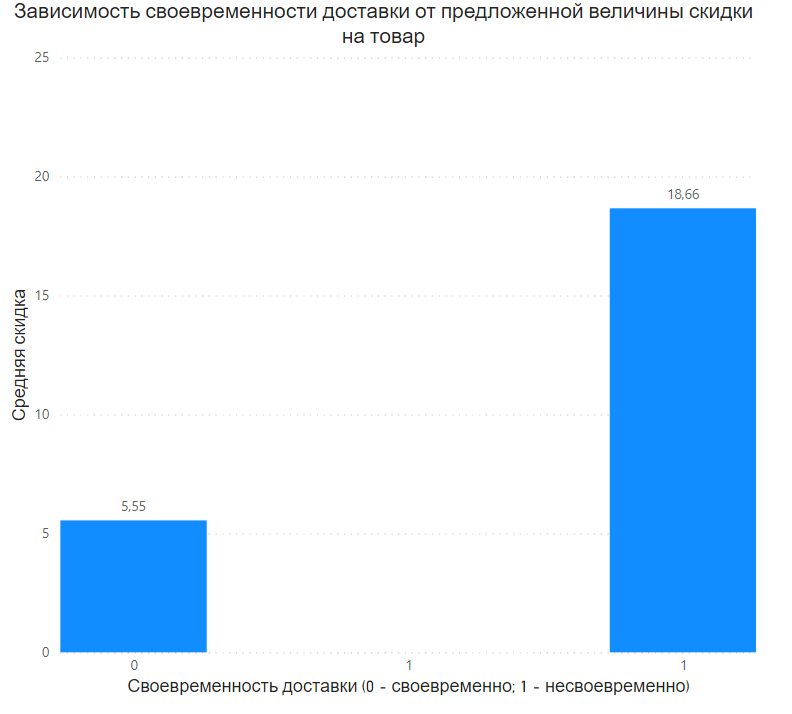 Зависимость своевременности доставки от предложенной величины скидки
на товар
25
20
18,66
15
Средняя скидка
10
5,55
5
0
0 1 1
Своевременность доставки (0 - своевременно; 1 - несвоевременно)